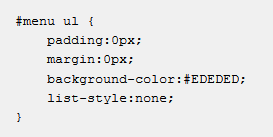 #menu ul {
    padding:0px;
    margin:0px;
    background-color:#EDEDED;
    list-style:none;
}